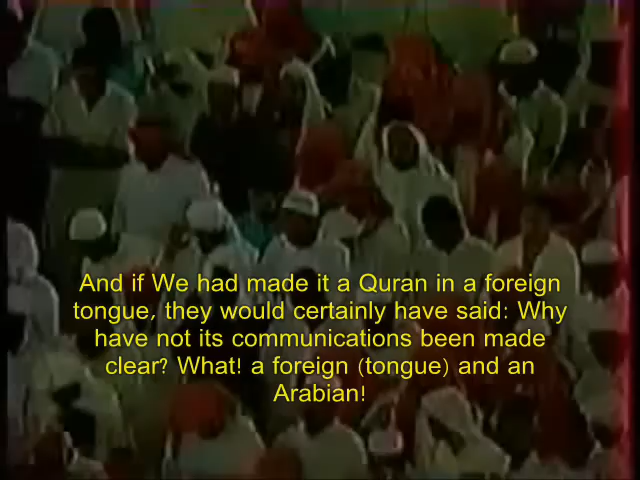 And if We had made it a Quran in a foreign
tongue, they would certainly have said: Why
have not its communications been made
clear? What! a foreign (tongue) and an
Arabian!